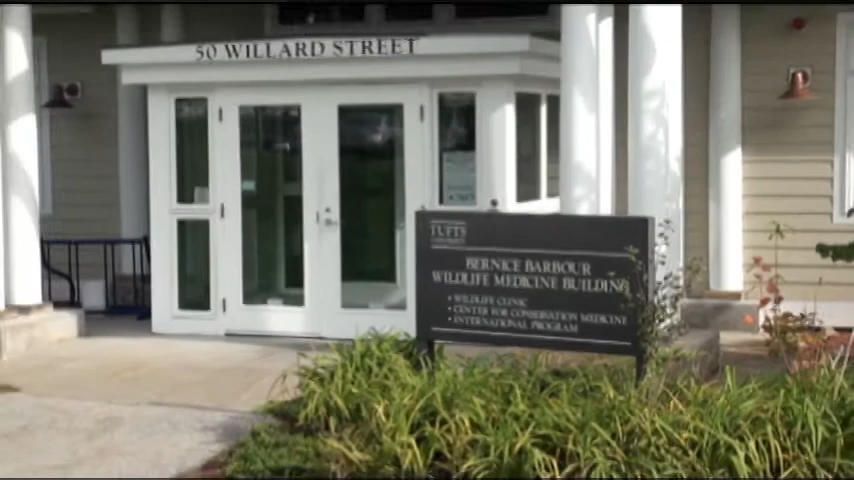 50 WILLARD STREET
TUFTS
UNIVERSITY
BERNICE BARBOUR
WILDLIFE MEDICINE BUILDING
• WILDLIFE CLINIC
• CENTER FOR CONSERVATION MEDICINE
• INTERNATIONAL PROGRAM